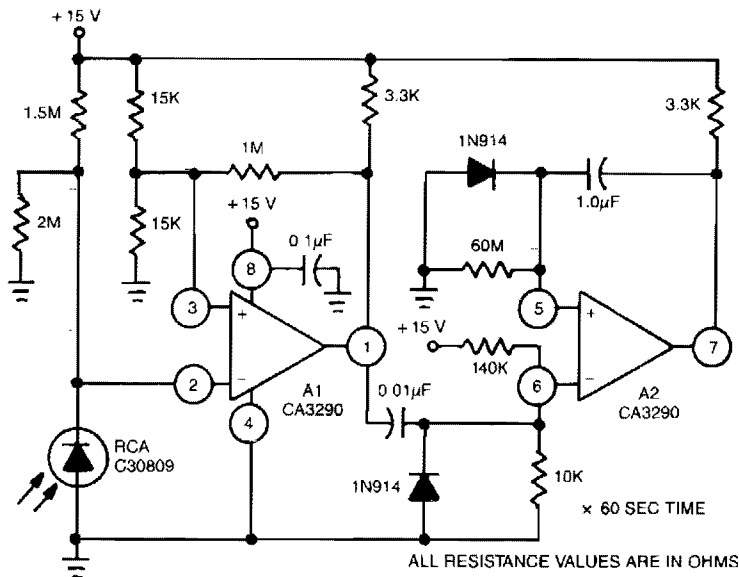 + 15 V
1.5M
15K
3.3K
3.3K
1M
1N914
2M
15K
+ 15 V
0 1µF
1.0µF
60M
8
3
+
5
+
+ 15 V
1
7
140K
2
−
A1
CA3290
0 01µF
6
−
A2
CA3290
4
RCA
C30809
1N914
10K
× 60 SEC TIME
ALL RESISTANCE VALUES ARE IN OHMS